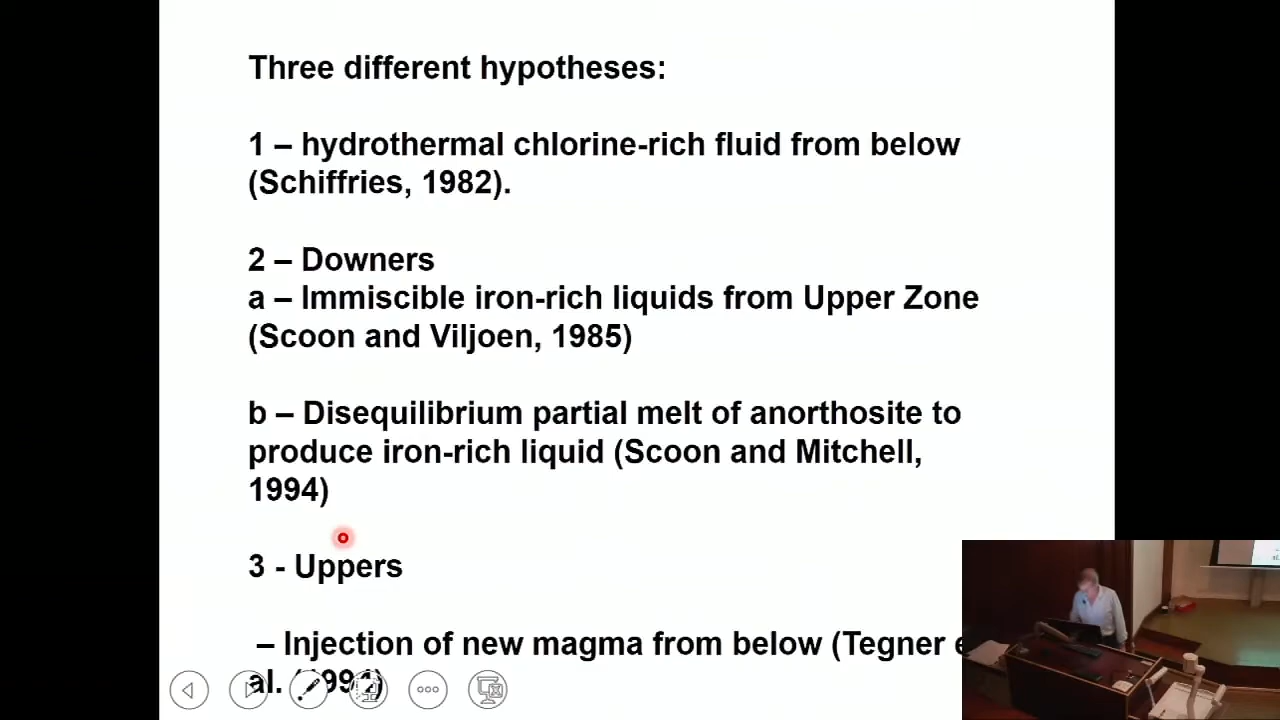 Three different hypotheses:
1 – hydrothermal chlorine-rich fluid from below
(Schiffries, 1982).
2 – Downers
a – Immiscible iron-rich liquids from Upper Zone
(Scoon and Viljoen, 1985)
b – Disequilibrium partial melt of anorthosite to
produce iron-rich liquid (Scoon and Mitchell,
1994)
3 - Uppers
– Injection of new magma from below (Tegner
al.